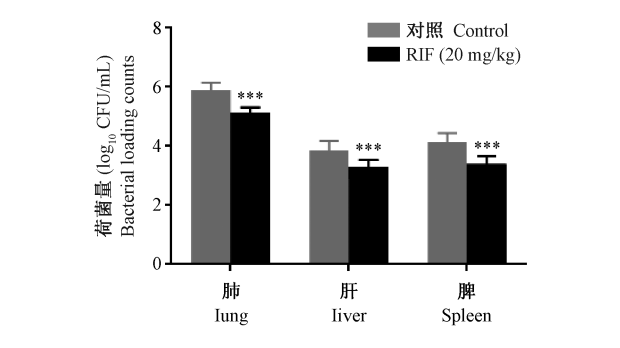 荷菌量 (log10 CFU/mL)
Bacterial loading counts
8
6
4
2
0
对照 Control
RIF (20 mg/kg)
***
***
***
肺
Iung
肝
Iiver
脾
Spleen